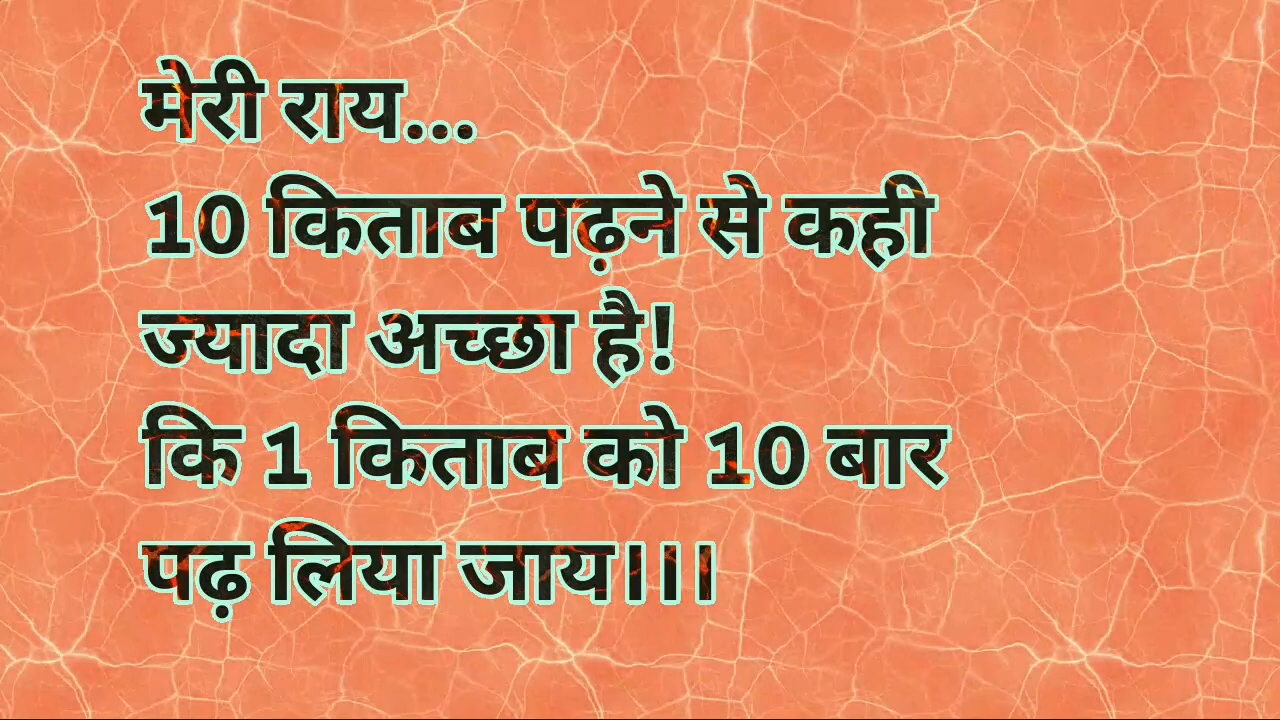 मेरी राय...
10 किताब पढ़ने से कही
ज्यादा अच्छा है!
कि 1 किताब को 10 बार
पढ़ लिया जाय।।।